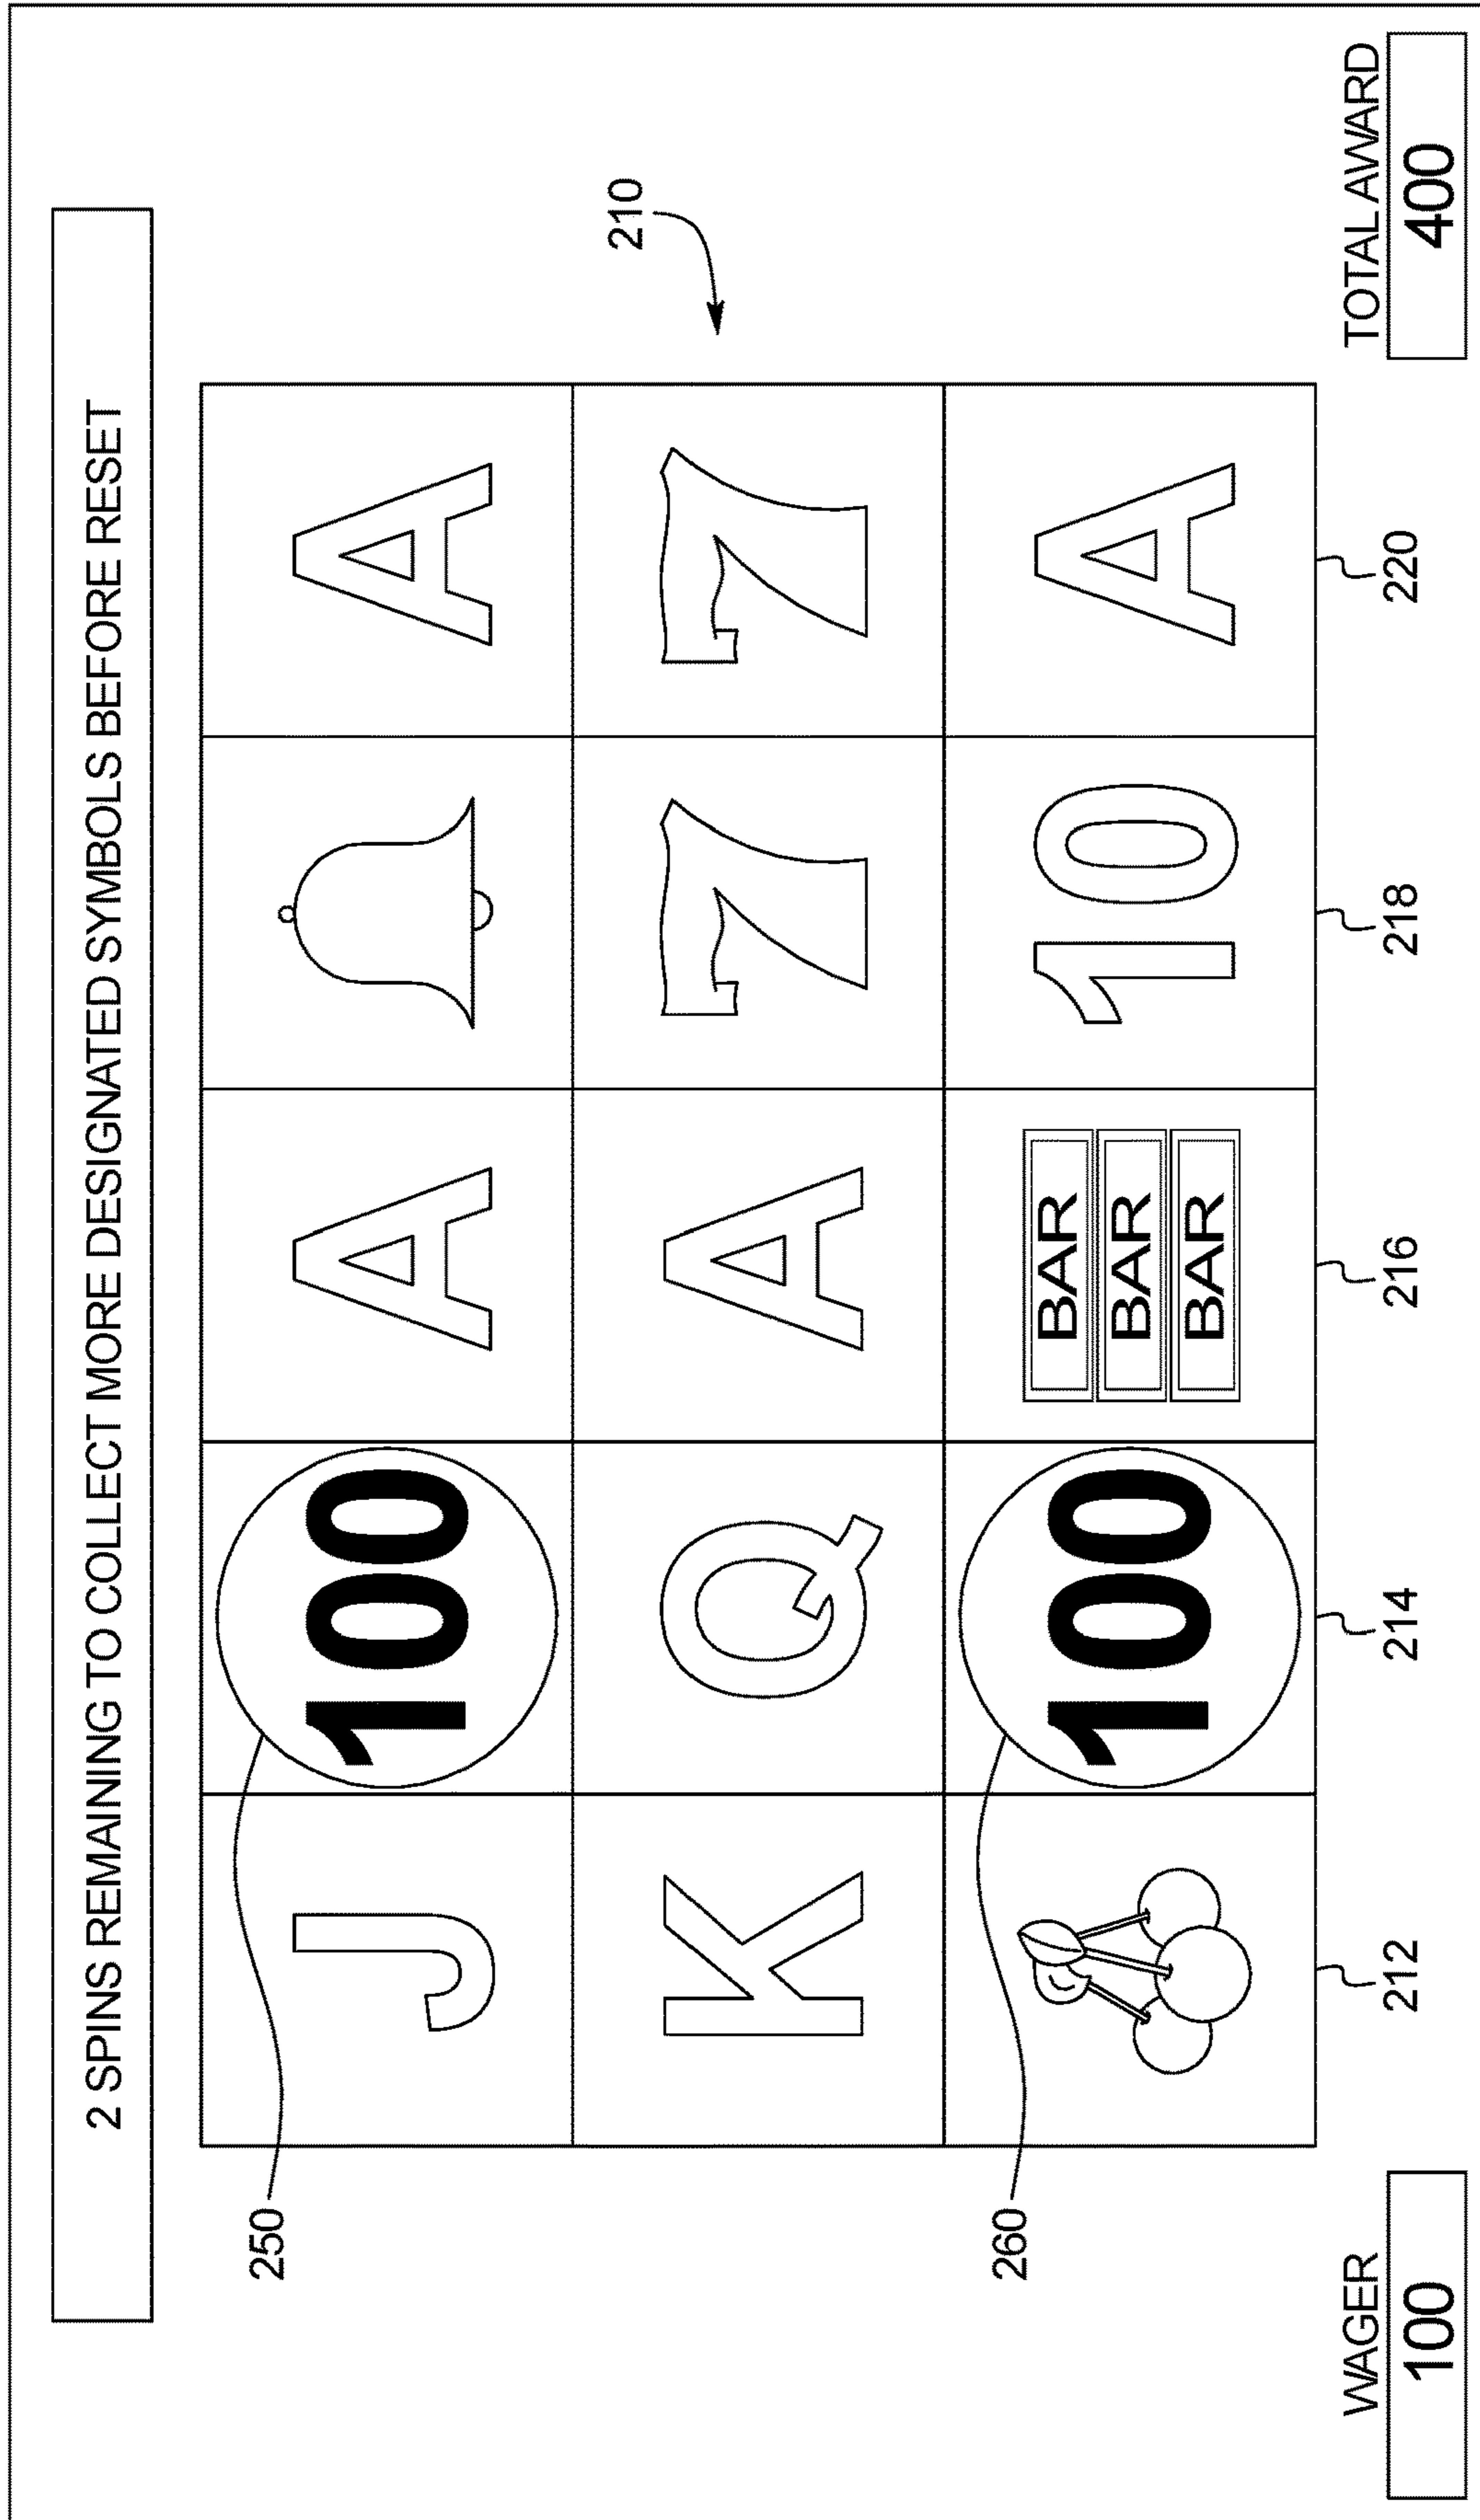 2 SPINS REMAINING TO COLLECT MORE DESIGNATED SYMBOLS BEFORE RESET
210
250
J 100 A A
K Q A 7 7
260
100 BAR 10 A
BAR
BAR
212 214 216 218 220
WAGER TOTAL AWARD
100 400